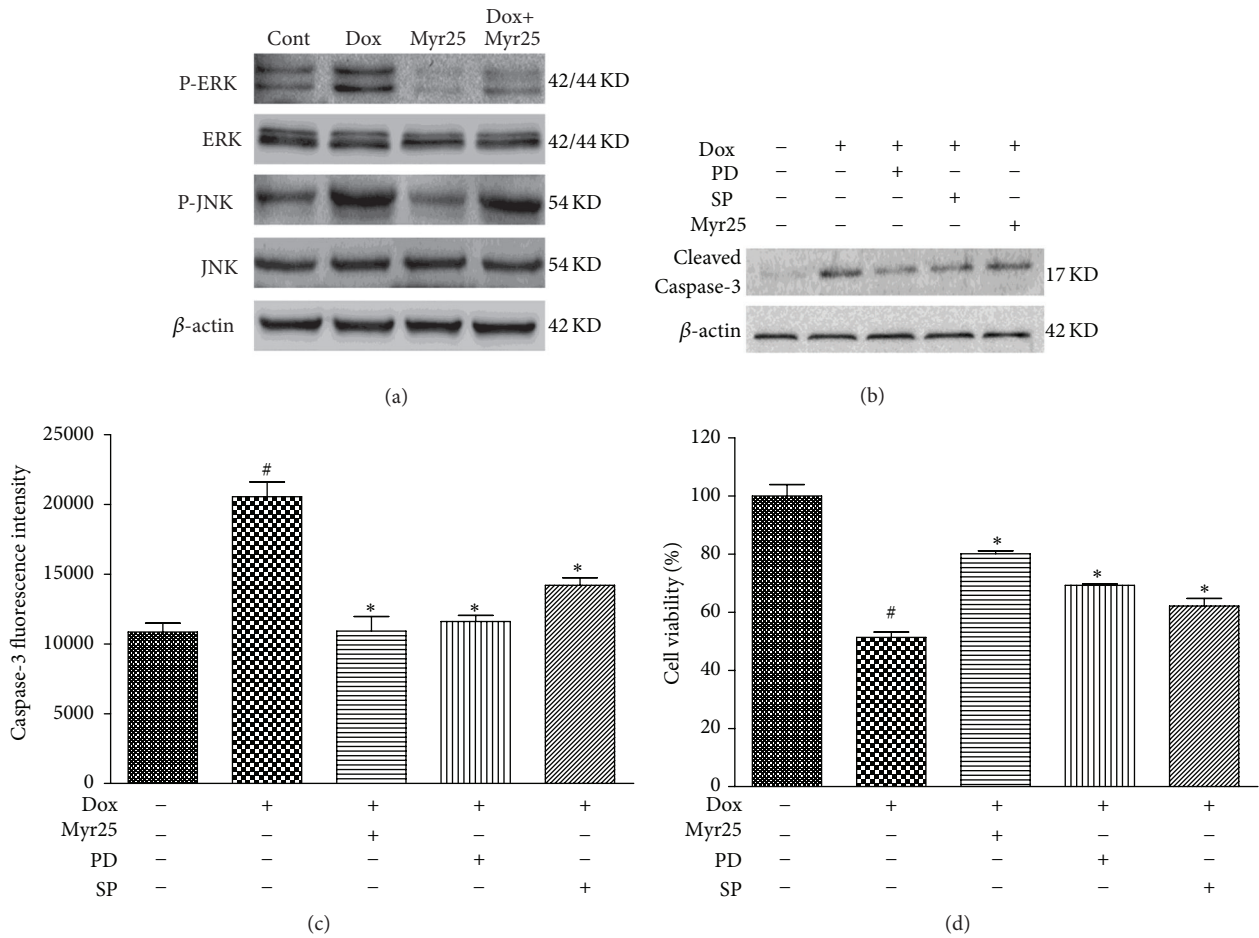 Cont Dox Myr25 Dox+
Myr25
P-ERK 42/44 KD
ERK 42/44 KD
P-JNK 54 KD
JNK 54 KD
β-actin 42 KD
(a)
Dox − + + + +
PD − − + − −
SP − − − + −
Myr25 − − − − +
Cleaved
Caspase-3 17 KD
β-actin 42 KD
(b)
Caspase-3 fluorescence intensity
25000
20000
15000
10000
5000
0
#
*
*
*
Dox − + + + +
Myr25 − − + − −
PD − − − + −
SP − − − − +
(c)
Cell viability (%)
120
100
80
60
40
20
0
#
*
*
*
Dox − + + + +
Myr25 − − + − −
PD − − − + −
SP − − − − +
(d)